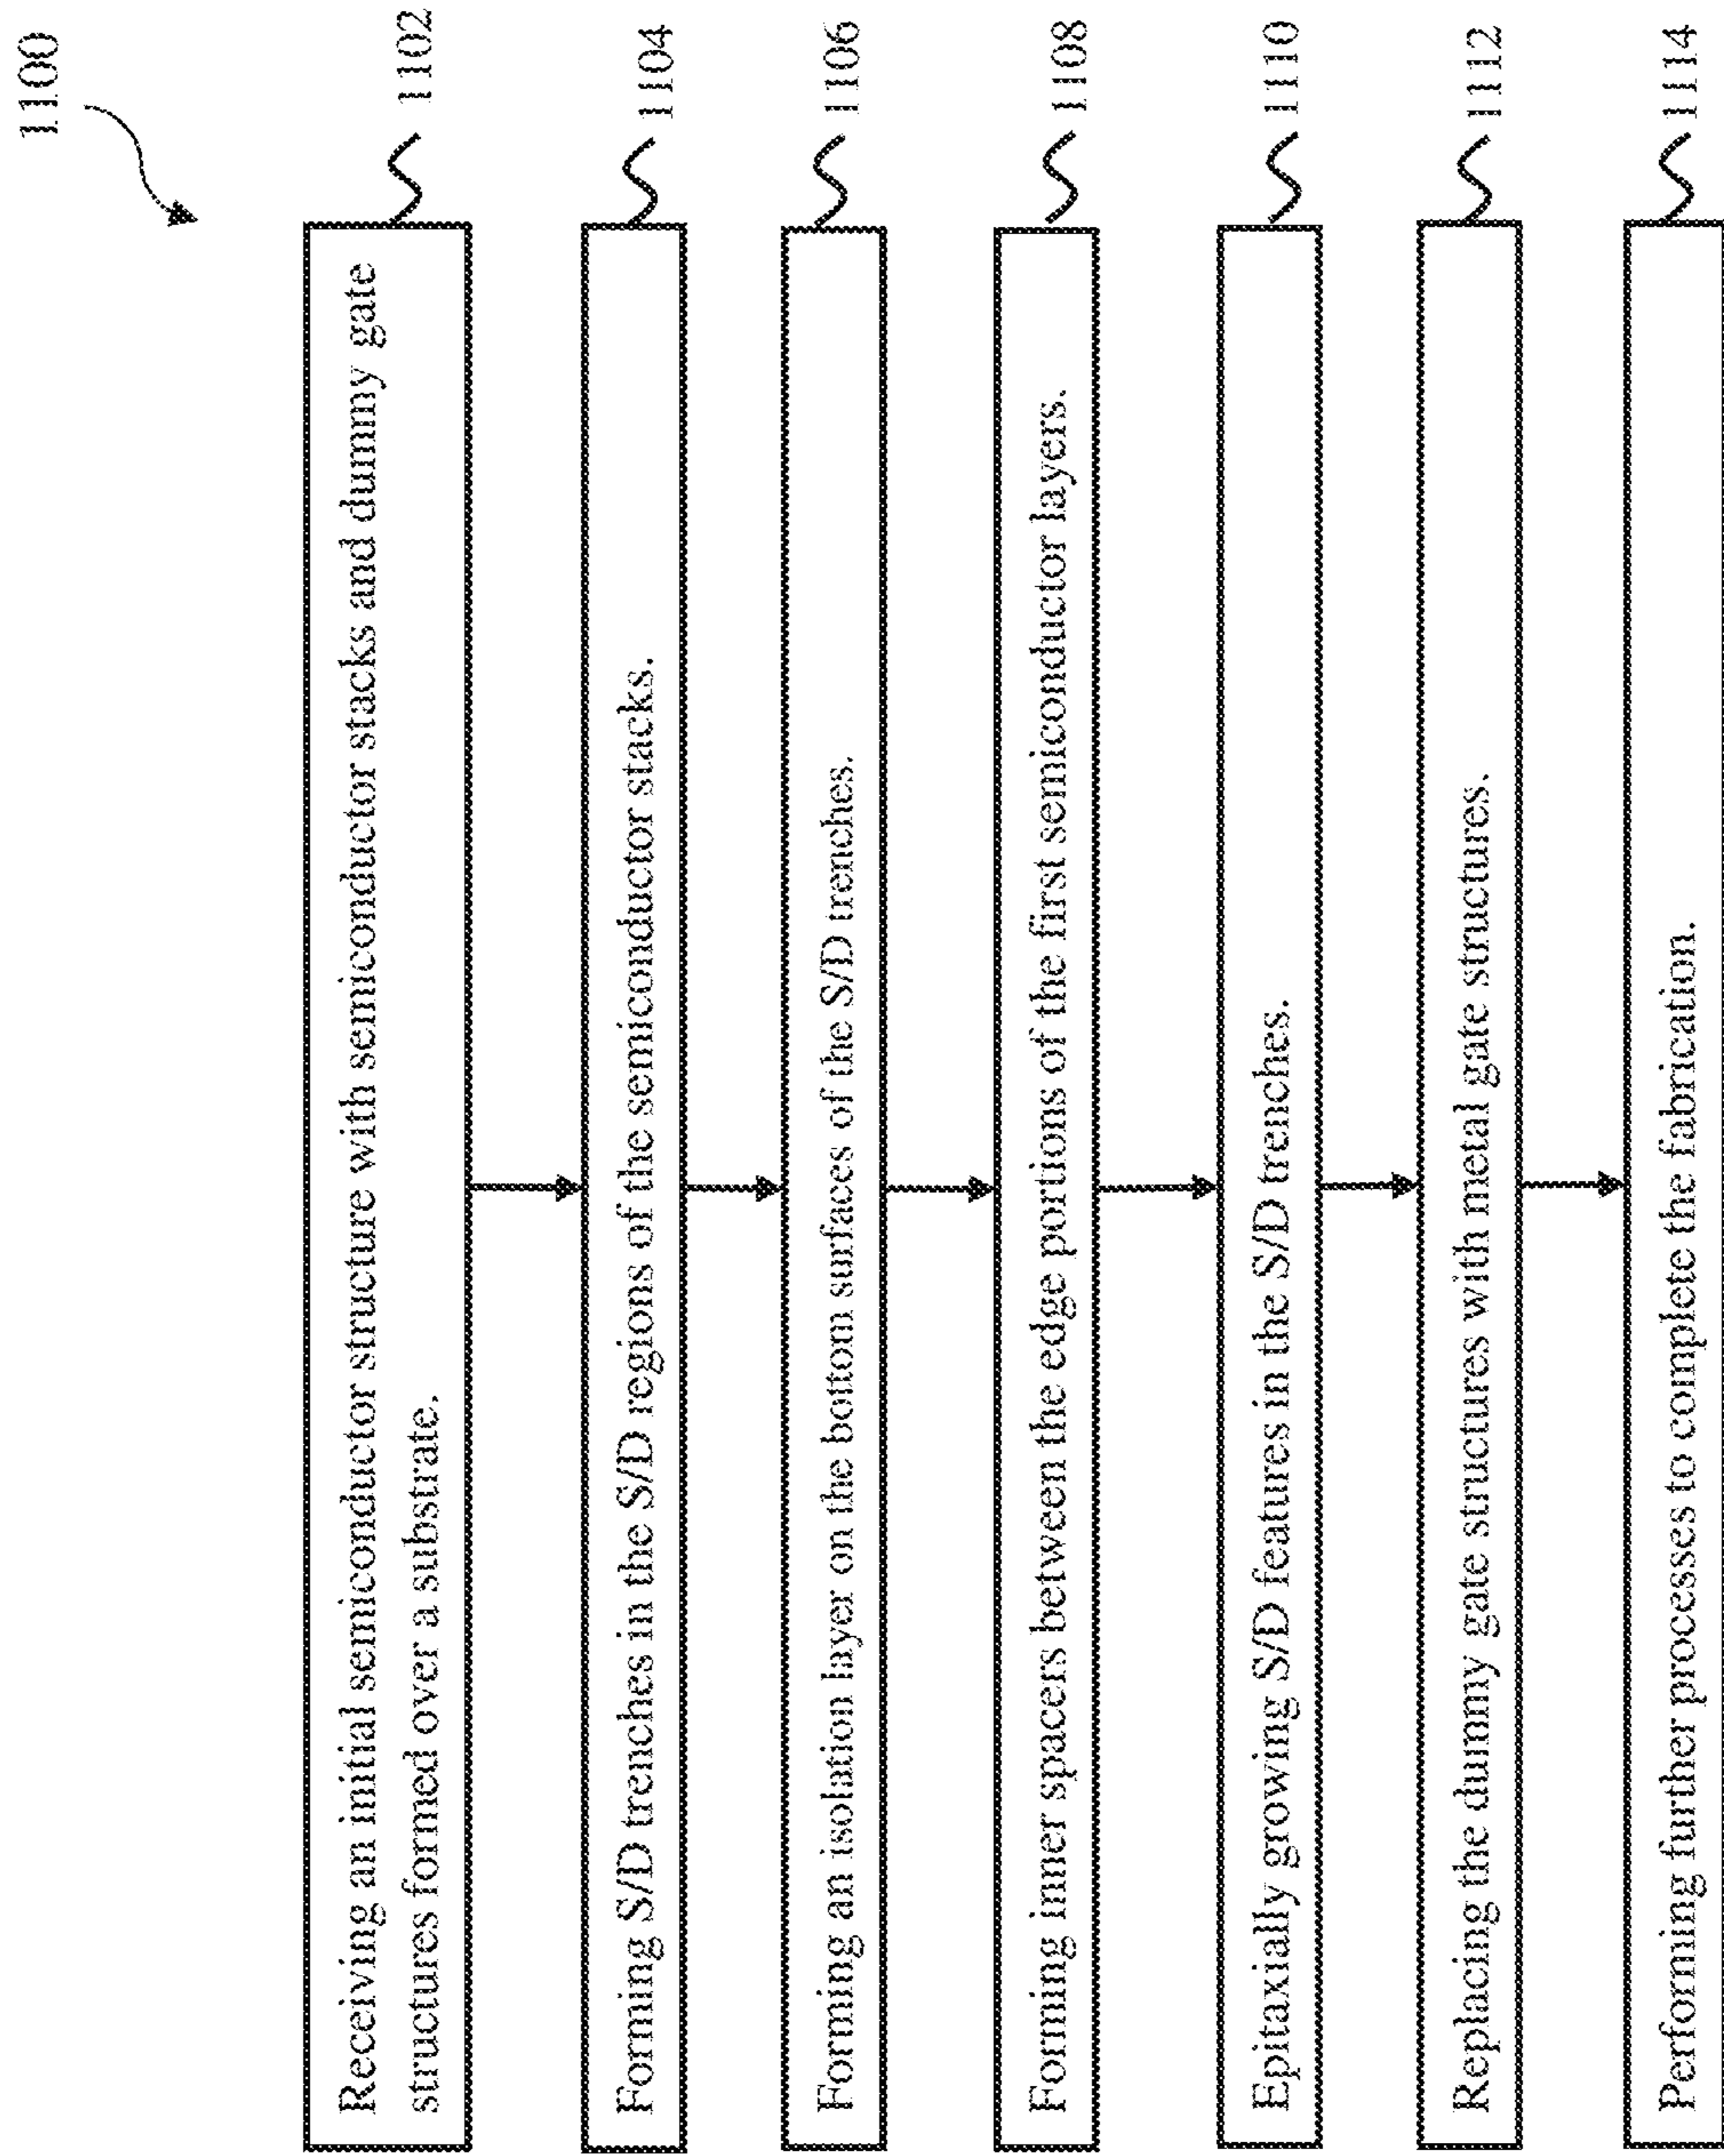 1100
Receiving an initial semiconductor structure with semiconductor stacks and dummy gate
structures formed over a substrate.
1102
Forming S/D trenches in the S/D regions of the semiconductor stacks.
1104
Forming an isolation layer on the bottom surfaces of the S/D trenches.
1106
Forming inner spacers between the edge portions of the first semiconductor layers.
1108
Epitaxially growing S/D features in the S/D trenches.
1110
Replacing the dummy gate structures with metal gate structures.
1112
Performing further processes to complete the fabrication.
1114